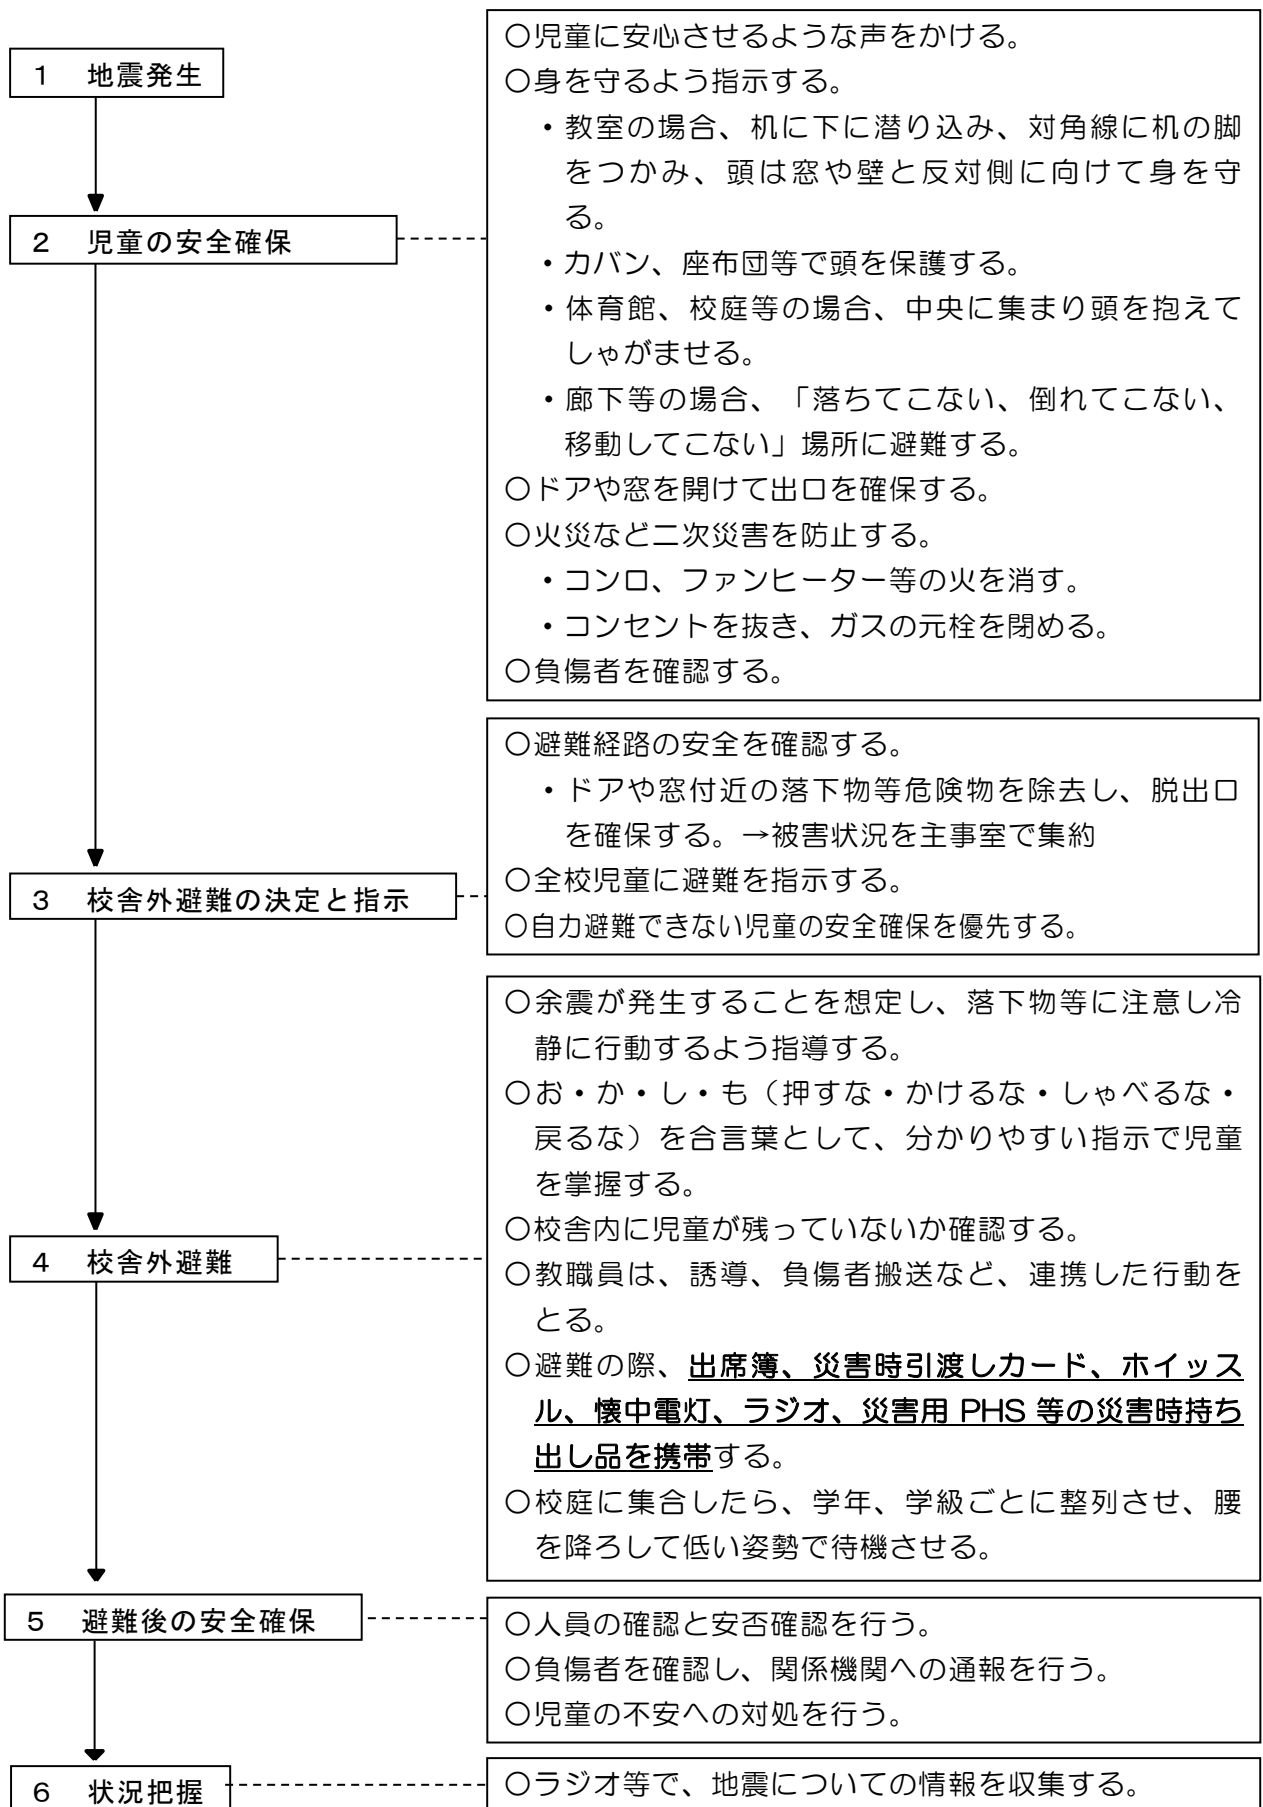 １　地震発生
２　児童の安全確保
○児童に安心させるような声をかける。
○身を守るよう指示する。
・教室の場合、机に下に潜り込み、対角線に机の脚
をつかみ、頭は窓や壁と反対側に向けて身を守
る。
・カバン、座布団等で頭を保護する。
・体育館、校庭等の場合、中央に集まり頭を抱えて
しゃがませる。
・廊下等の場合、「落ちてこない、倒れてこない、
移動してこない」場所に避難する。
○ドアや窓を開けて出口を確保する。
○火災など二次災害を防止する。
・コンロ、ファンヒーター等の火を消す。
・コンセントを抜き、ガスの元栓を閉める。
○負傷者を確認する。
３　校舎外避難の決定と指示
○避難経路の安全を確認する。
・ドアや窓付近の落下物等危険物を除去し、脱出口
を確保する。→被害状況を主事室で集約
○全校児童に避難を指示する。
○自力避難できない児童の安全確保を優先する。
４　校舎外避難
○余震が発生することを想定し、落下物等に注意し冷
静に行動するよう指導する。
○お・か・し・も（押すな・かけるな・しゃべるな・
戻るな）を合言葉として、分かりやすい指示で児童
を掌握する。
○校舎内に児童が残っていないか確認する。
○教職員は、誘導、負傷者搬送など、連携した行動を
とる。
○避難の際、出席簿、災害時引渡しカード、ホイッス
ル、懐中電灯、ラジオ、災害用 PHS 等の災害時持ち
出し品を携帯する。
○校庭に集合したら、学年、学級ごとに整列させ、腰
を降ろして低い姿勢で待機させる。
５　避難後の安全確保
○人員の確認と安否確認を行う。
○負傷者を確認し、関係機関への通報を行う。
○児童の不安への対処を行う。
６　状況把握
○ラジオ等で、地震についての情報を収集する。